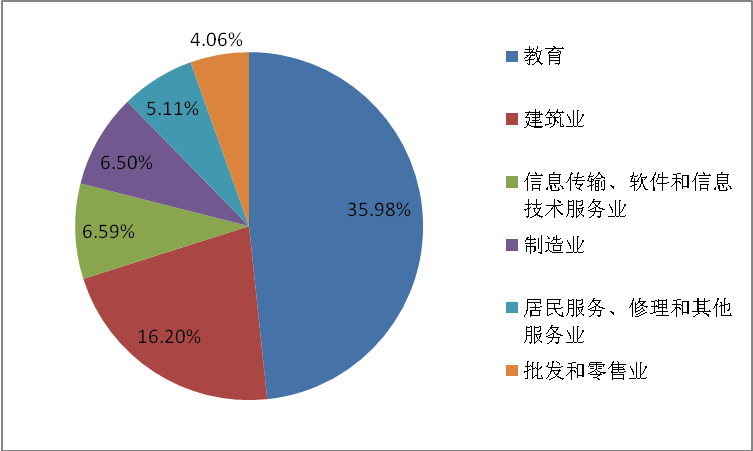 4.06%
5.11%
6.50%
6.59%
16.20%
35.98%
教育
建筑业
信息传输、软件和信息
技术服务业
制造业
居民服务、修理和其他
服务业
批发和零售业